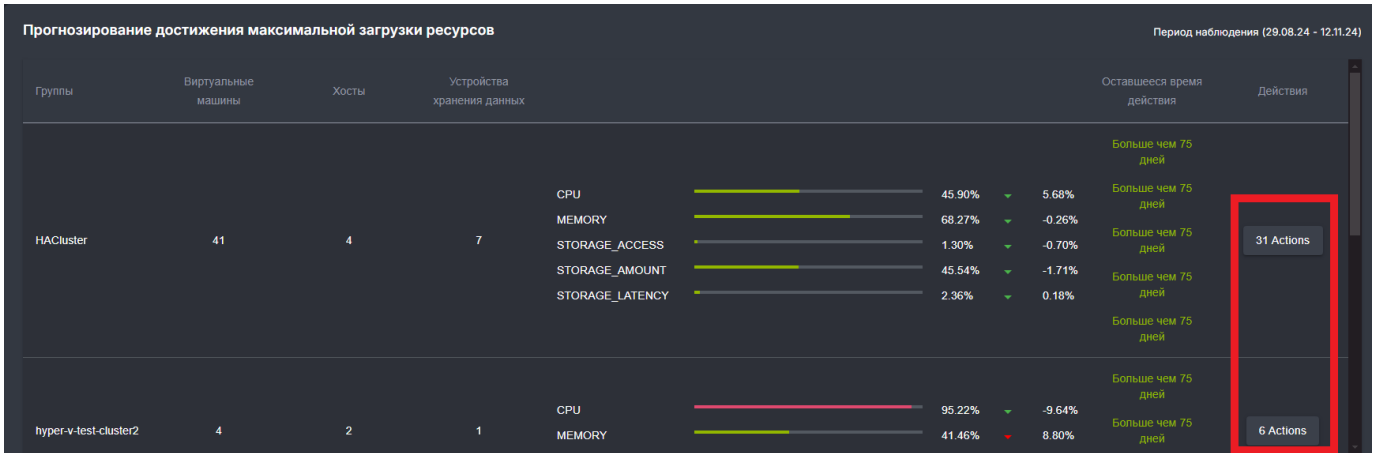 Прогнозирование достижения максимальной загрузки ресурсов
Период наблюдения (29.08.24 - 12.11.24)
Группы
Виртуальные
машины
Хосты
Устройства
хранения данных
Оставшееся время
действия
Действия
HACluster
41
4
7
CPU
45.90%
5.68%
MEMORY
68.27%
-0.26%
STORAGE_ACCESS
1.30%
-0.70%
STORAGE_AMOUNT
45.54%
-1.71%
STORAGE_LATENCY
2.36%
0.18%
Больше чем 75
дней
Больше чем 75
дней
Больше чем 75
дней
Больше чем 75
дней
Больше чем 75
дней
31 Actions
hyper-v-test-cluster2
4
2
1
CPU
95.22%
-9.64%
MEMORY
41.46%
8.80%
Больше чем 75
дней
Больше чем 75
дней
6 Actions